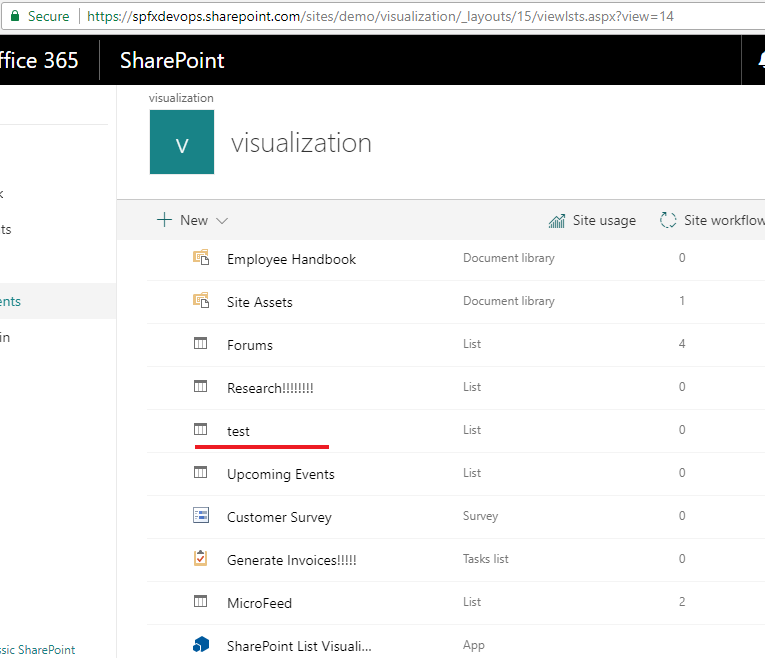 Secure https://spfxdevops.sharepoint.com/sites/demo/visualization/_layouts/15/viewlsts.aspx?view=14
ffice 365 SharePoint
visualization
V visualization
New Site usage Site workflow
Employee Handbook Document library 0
ts
Site Assets Document library 1
ents
in
Forums List 4
Research!!!!!!!! List 0
test List 0
Upcoming Events List 0
Customer Survey Survey 0
Generate Invoices!!!!! Tasks list 0
MicroFeed List 2
SharePoint List Visuali... App
ssic SharePoint